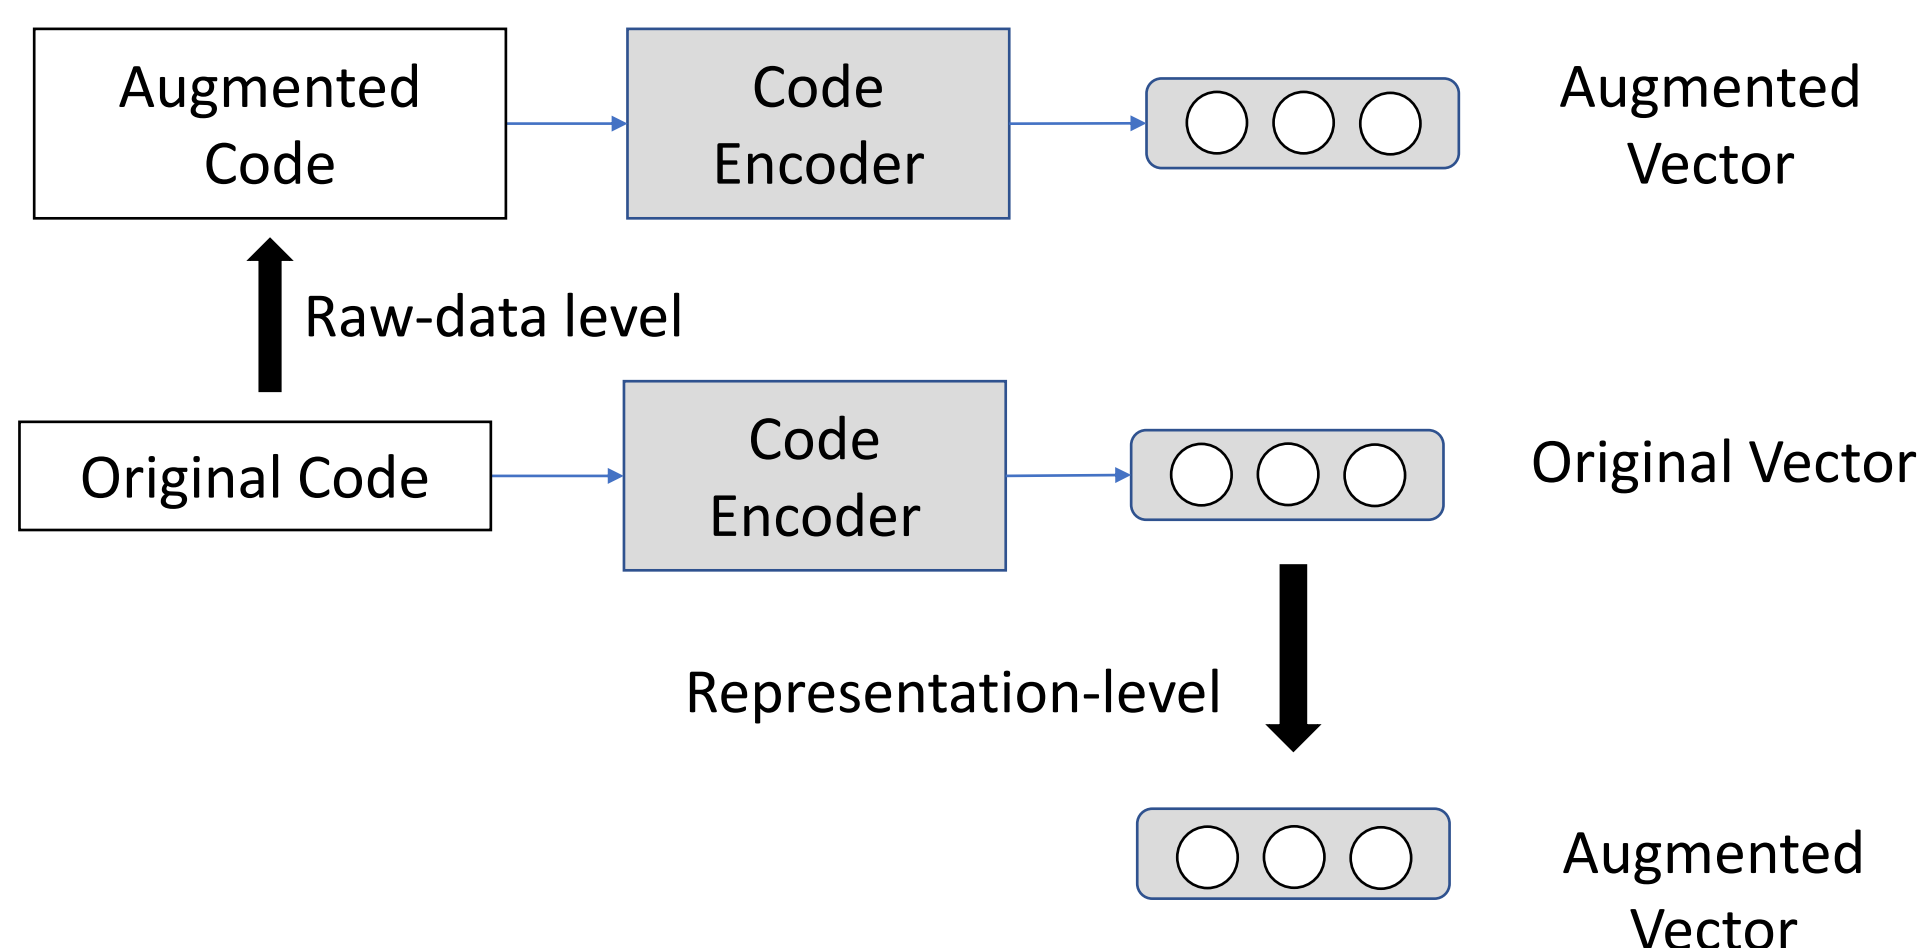 Augmented
Code
Code
Encoder
Augmented
Vector
Raw-data level
Original Code
Code
Encoder
Original Vector
Representation-level
Augmented
Vector